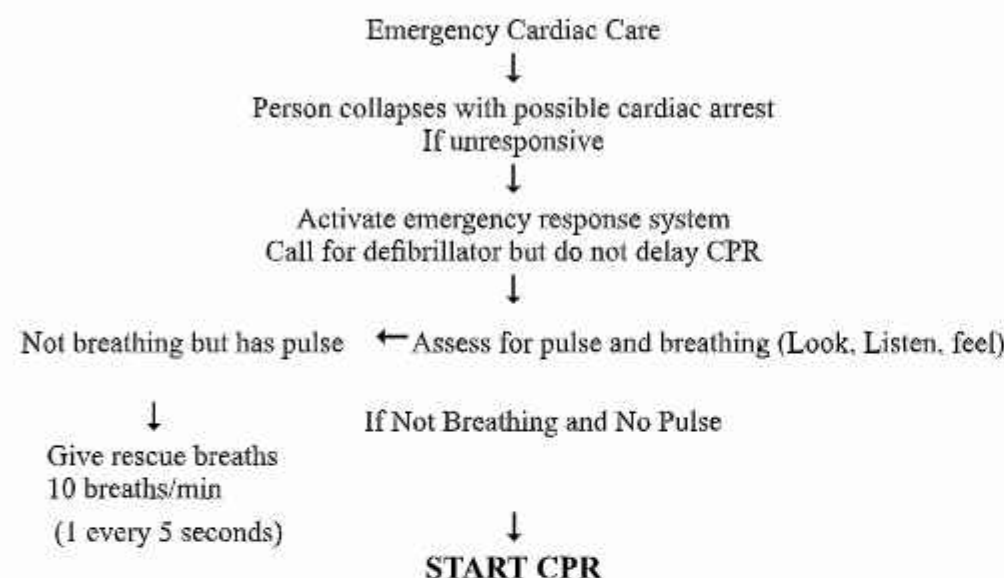 Emergency Cardiac Care
Person collapses with possible cardiac arrest
If unresponsive
Activate emergency response system
Call for defibrillator but do not delay CPR
Not breathing but has pulse ← Assess for pulse and breathing (Look, Listen, feel)
If Not Breathing and No Pulse
Give rescue breaths
10 breaths/min
(1 every 5 seconds)
START CPR